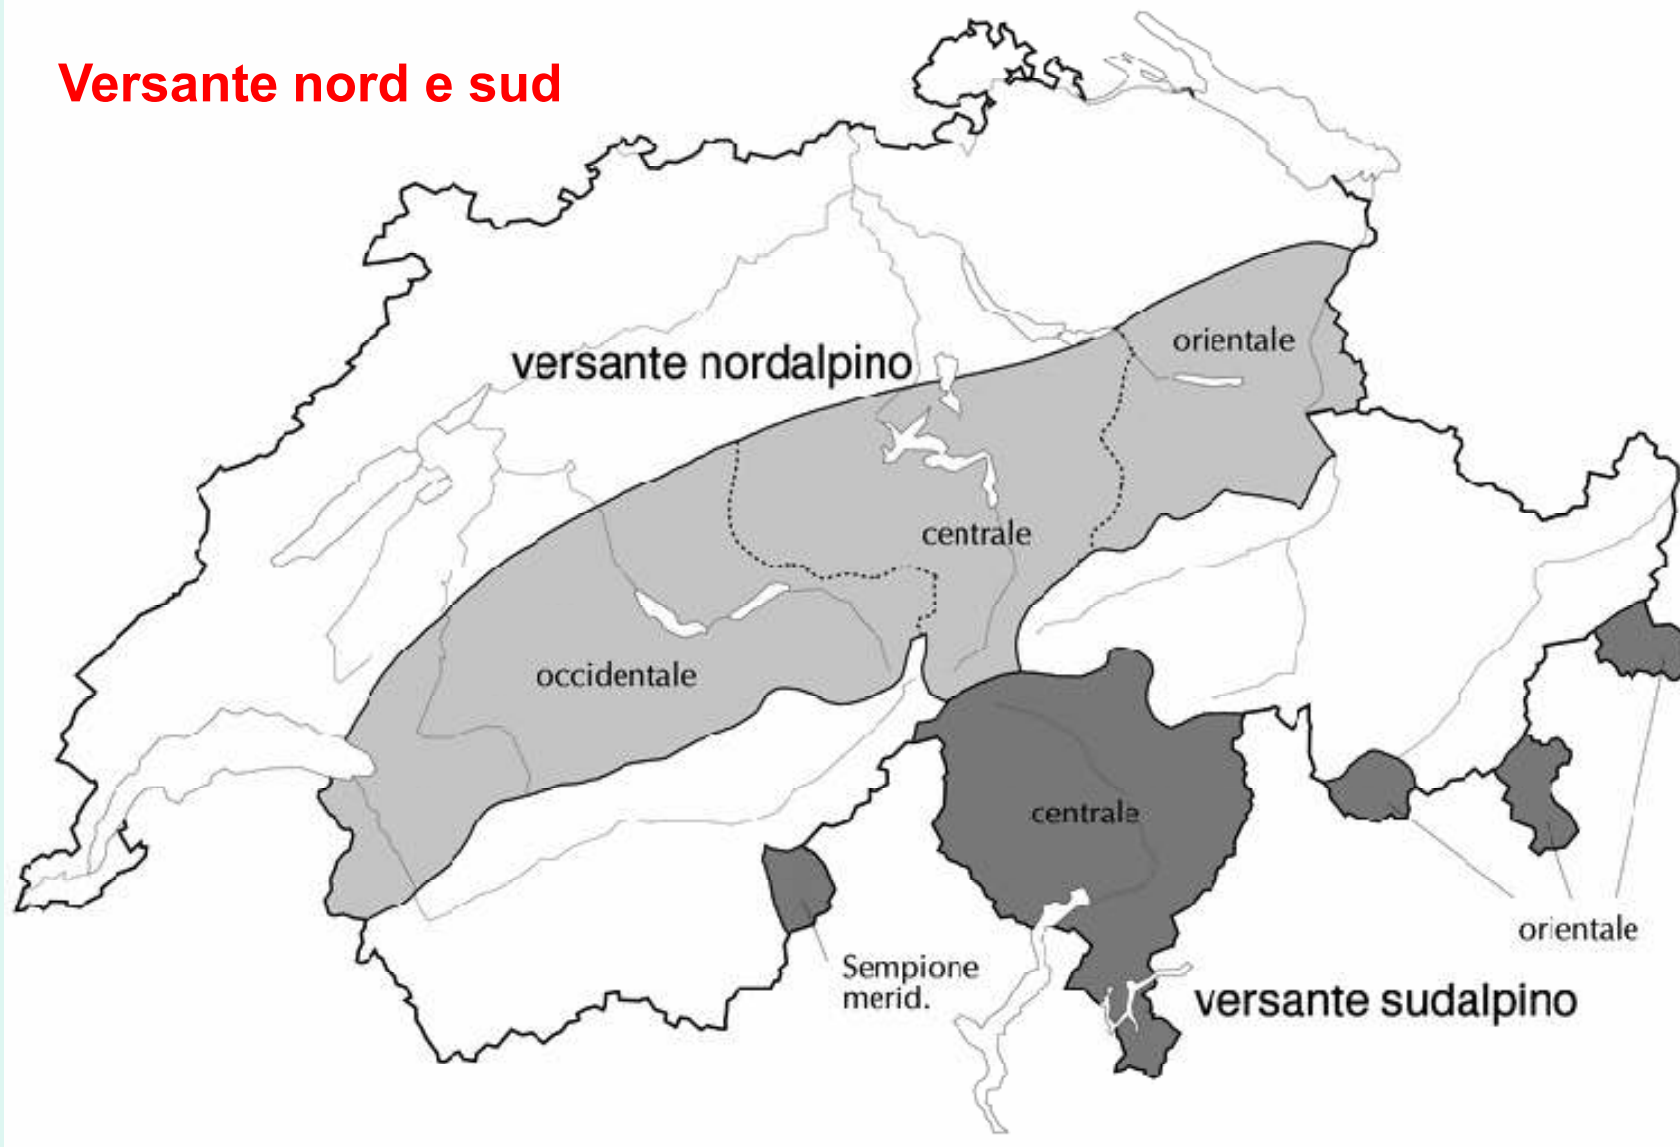 Versante nord e sud
orientale
versante nordalpino
centrale
occidentale
centrale
orientale
Sempione
merid.
versante sudalpino